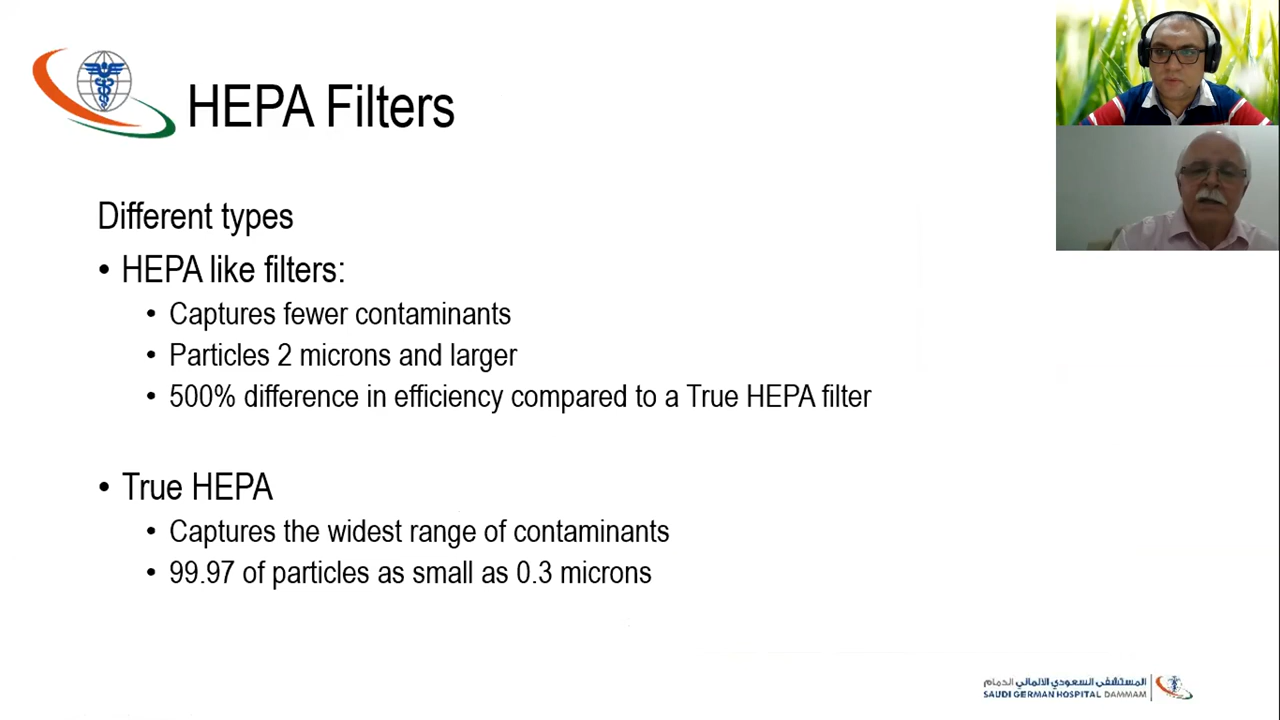 HEPA Filters
Different types
• HEPA like filters:
• Captures fewer contaminants
• Particles 2 microns and larger
• 500% difference in efficiency compared to a True HEPA filter
• True HEPA
• Captures the widest range of contaminants
• 99.97 of particles as small as 0.3 microns
المستشفى السعودي الألماني الدمام
SAUDI GERMAN HOSPITAL DAMMAM